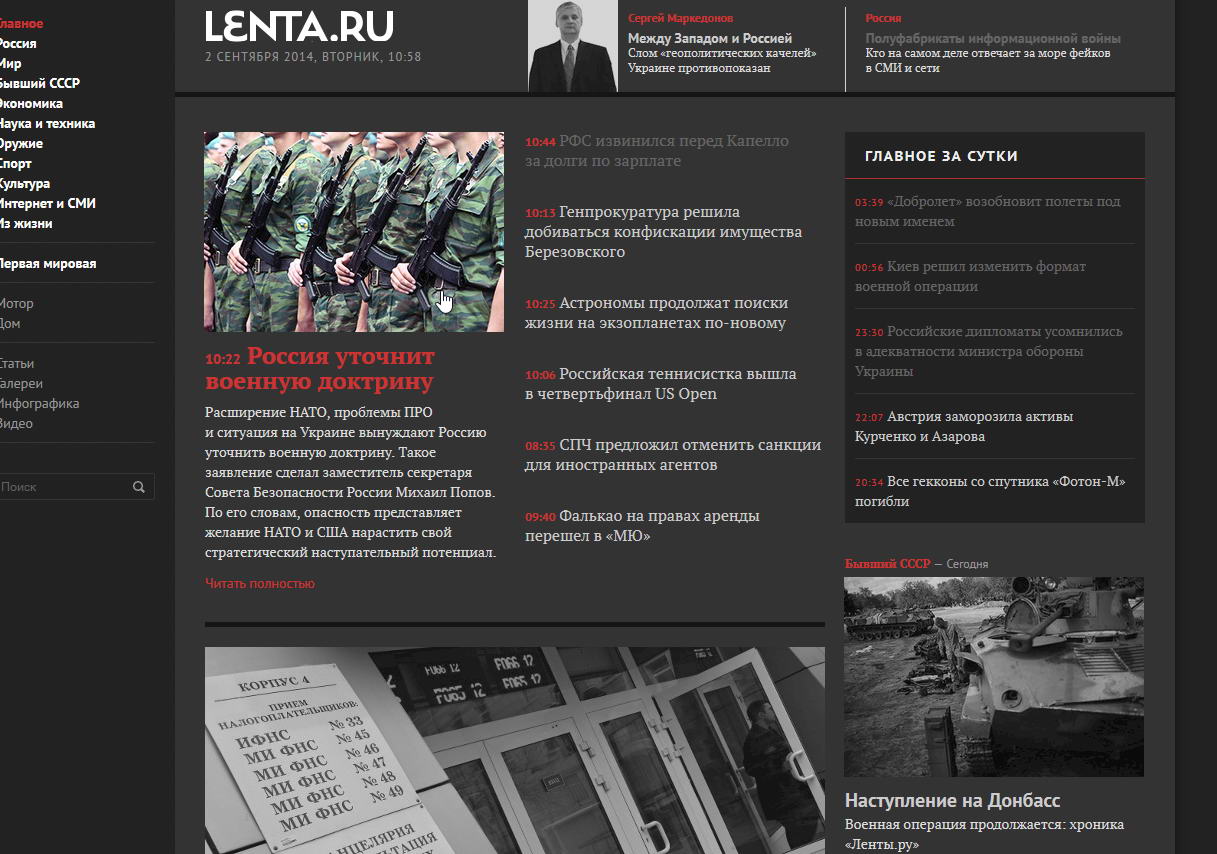 Главное
Россия
Мир
Бывший СССР
Экономика
Наука и техника
Оружие
Спорт
Культура
Интернет и СМИ
Из жизни
Первая мировая
Мотор
Дом
Статьи
Галереи
Инфографика
Видео
Поиск
LENTA.RU
2 СЕНТЯБРЯ 2014, ВТОРНИК, 10:58
Сергей Маркедонов
Между Западом и Россией
Слом «геополитических качелей»
Украине противопоказан
Россия
Полуфабрикаты информационной войны
Кто на самом деле отвечает за море фейков
в СМИ и сети
10:22 Россия уточнит
военную доктрину
Расширение НАТО, проблемы ПРО
и ситуация на Украине вынуждают Россию
уточнить военную доктрину. Такое
заявление сделал заместитель секретаря
Совета Безопасности России Михаил Попов.
По его словам, опасность представляет
желание НАТО и США нарастить свой
стратегический наступательный потенциал.
Читать полностью
10:44 РФС извинился перед Капелло
за долги по зарплате
10:13 Генпрокуратура решила
добиваться конфискации имущества
Березовского
10:25 Астрономы продолжат поиски
жизни на экзопланетах по-новому
10:06 Российская теннисистка вышла
в четвертьфинал US Open
08:35 СПЧ предложил отменить санкции
для иностранных агентов
09:40 Фалькао на правах аренды
перешел в «МЮ»
ГЛАВНОЕ ЗА СУТКИ
03:39 «Добролет» возобновит полеты под
новым именем
00:56 Киев решил изменить формат
военной операции
23:30 Российские дипломаты усомнились
в адекватности министра обороны
Украины
22:07 Австрия заморозила активы
Курченко и Азарова
20:34 Все гекконы со спутника «Фотон-М»
погибли
Бывший СССР — Сегодня
Наступление на Донбасс
Военная операция продолжается: хроника
«Ленты.ру»
КОРПУС 4
ПРИЕМ
НАЛОГОПЛАТЕЛЬЩИКОВ:
ИФНС № 33
МИ ФНС № 45
МИ ФНС № 46
МИ ФНС № 47
МИ ФНС № 48
МИ ФНС № 49